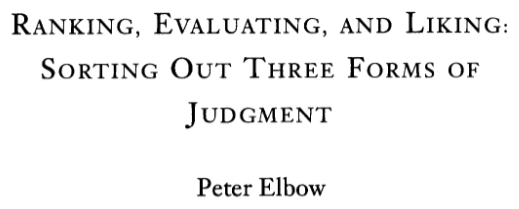 Ranking, Evaluating, and Liking:
Sorting Out Three Forms of
Judgment
Peter Elbow